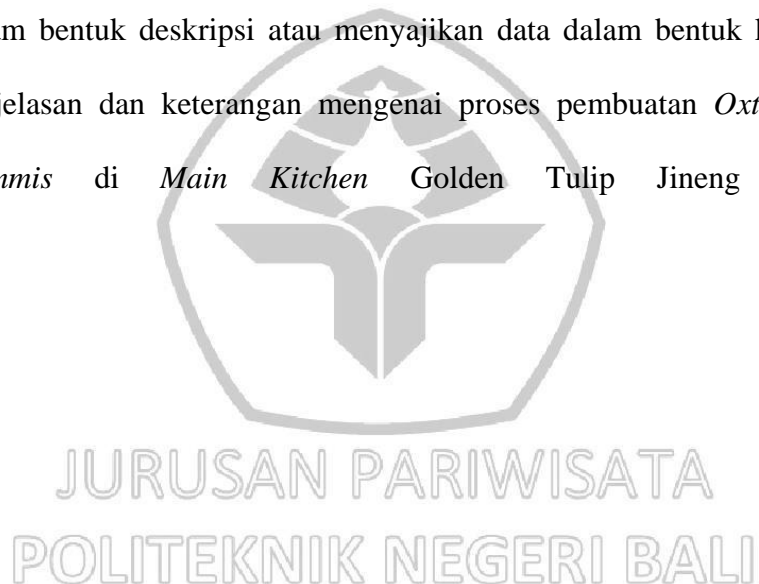 um bentuk deskripsi atau menyajikan data dalam bentuk
jelasan dan keterangan mengenai proses pembuatan Oxt
mmis di Main Kitchen Golden Tulip Jineng
JURUSAN PARIWISATA
POLITEKNIK NEGERI BALI